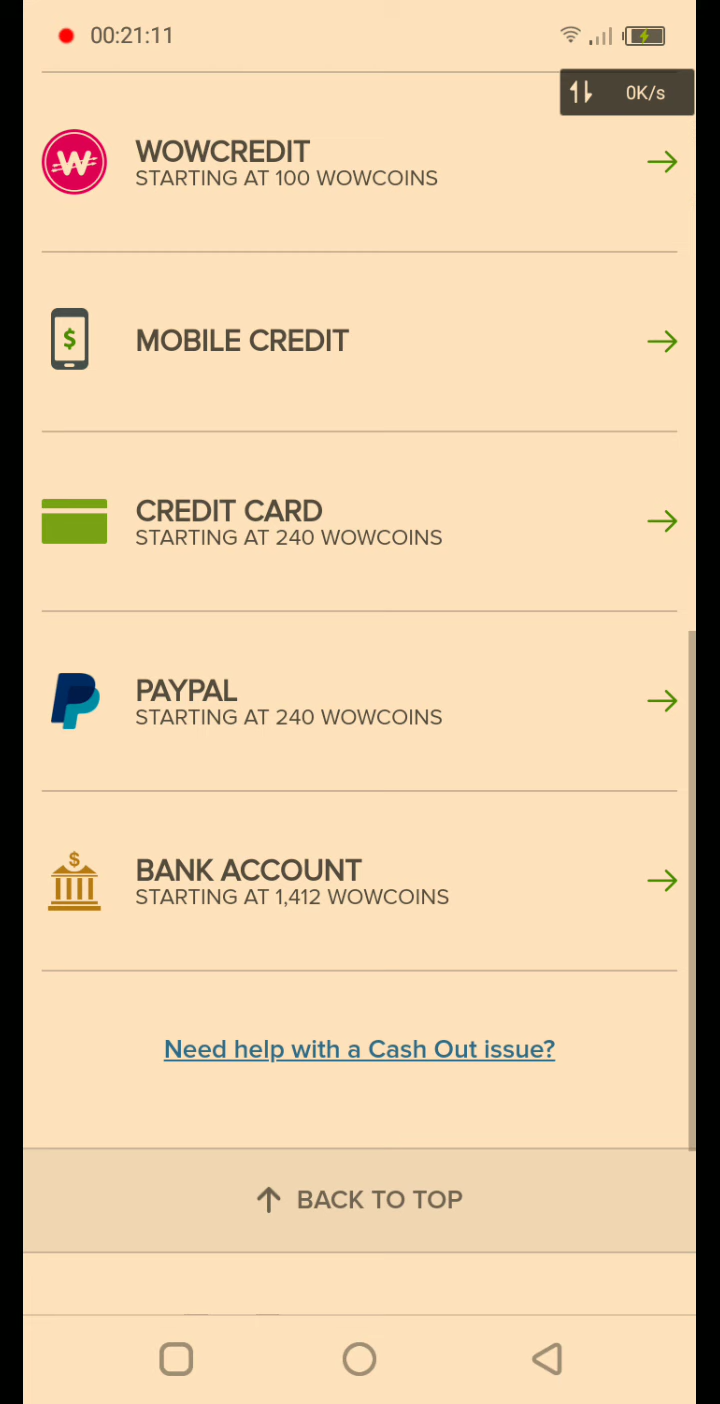 00:21:11
0K/s
WOWCREDIT
STARTING AT 100 WOWCOINS
MOBILE CREDIT
CREDIT CARD
STARTING AT 240 WOWCOINS
PAYPAL
STARTING AT 240 WOWCOINS
BANK ACCOUNT
STARTING AT 1,412 WOWCOINS
Need help with a Cash Out issue?
BACK TO TOP